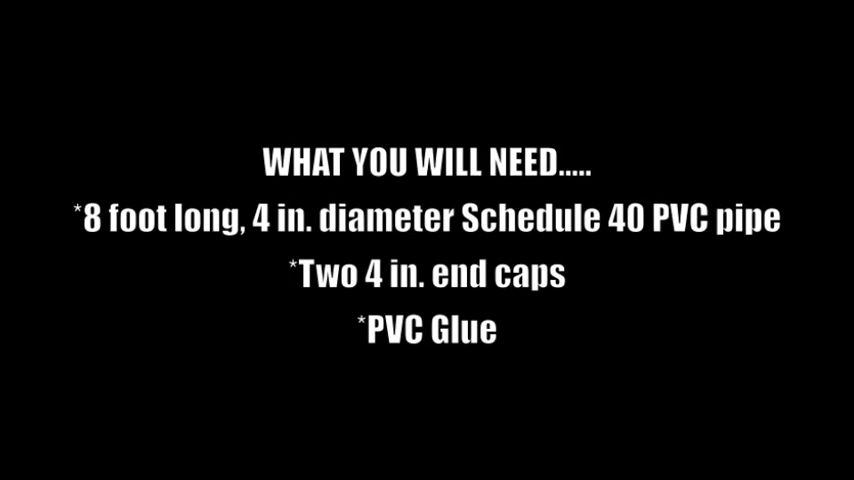 WHAT YOU WILL NEED.....
*8 foot long, 4 in. diameter Schedule 40 PVC pipe
*Two 4 in. end caps
*PVC Glue